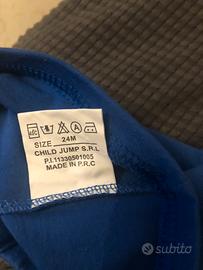 SIZE 24M
CHILD JUMP S.R.L
P.I.11330501005
MADE IN P.R.C
subito